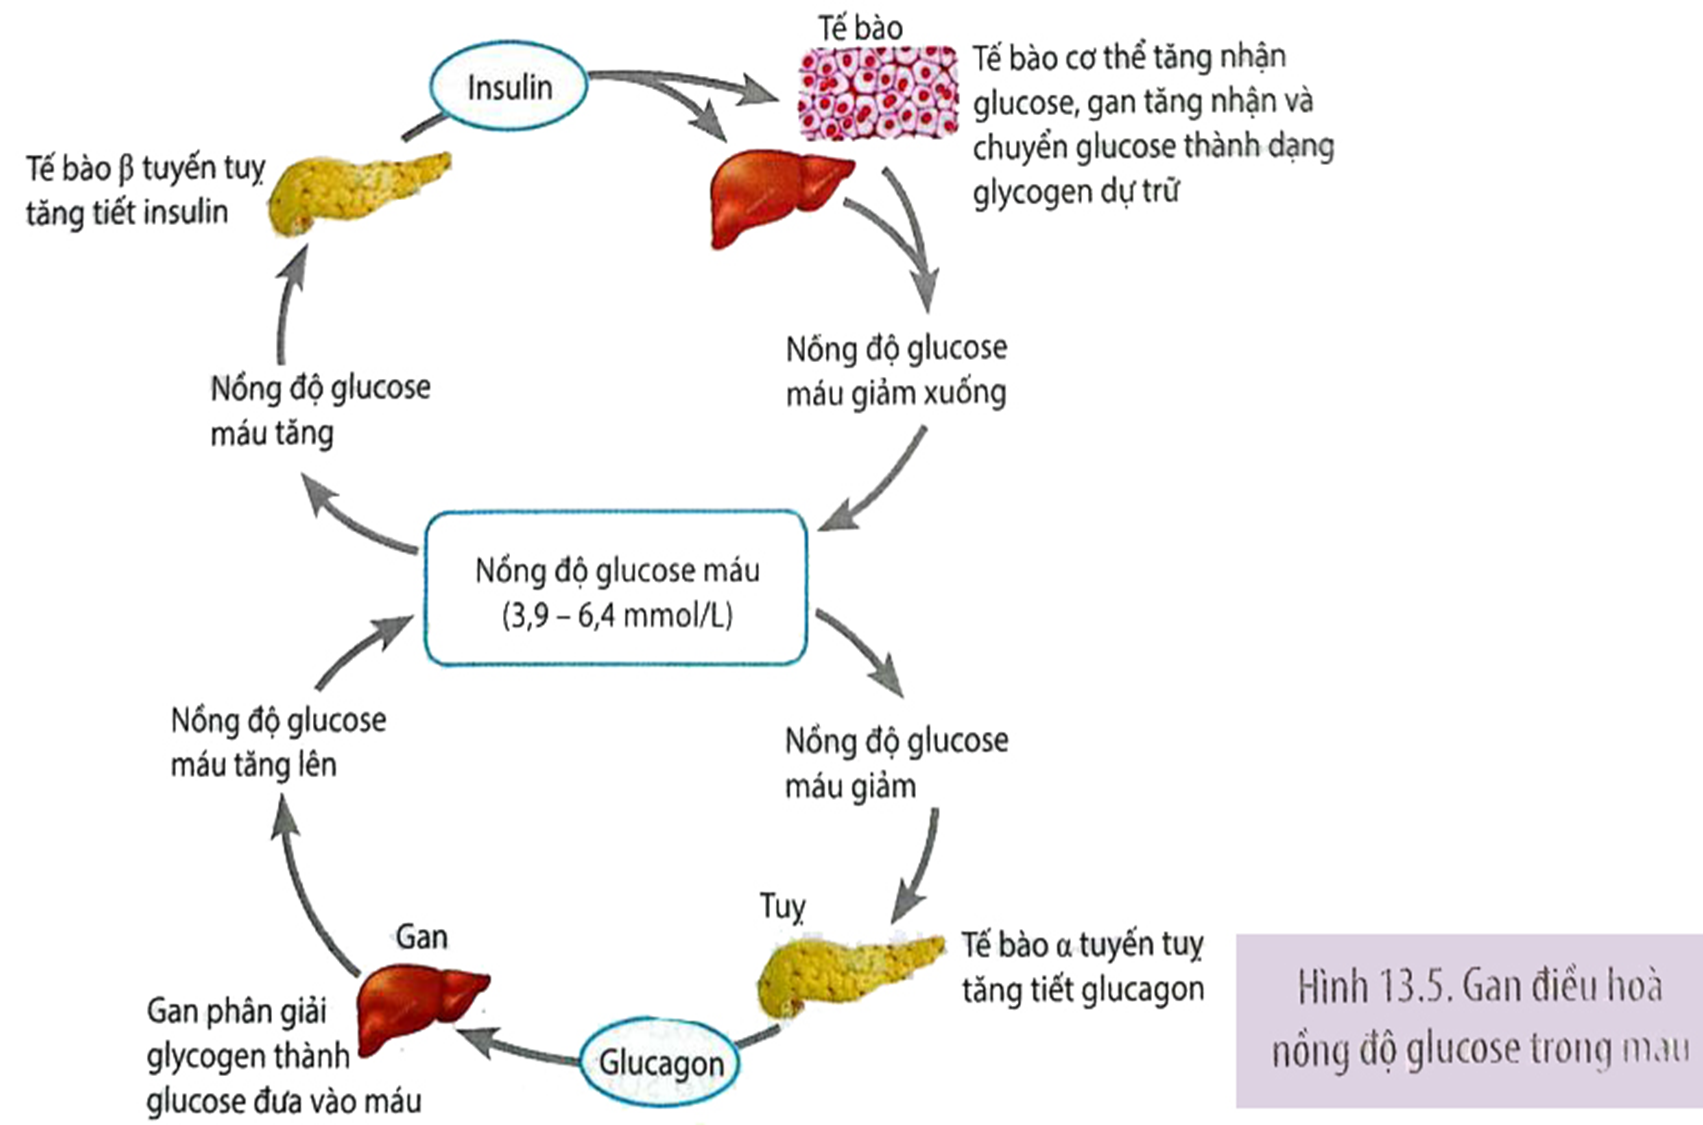 Tế bào
Insulin
Tế bào cơ thể tăng nhận
glucose, gan tăng nhận và
chuyển glucose thành dạng
glycogen dự trữ
Tế bào β tuyến tuỵ
tăng tiết insulin
Nồng độ glucose
máu giảm xuống
Nồng độ glucose
máu tăng
Nồng độ glucose máu
(3,9 – 6,4 mmol/L)
Nồng độ glucose
máu tăng lên
Nồng độ glucose
máu giảm
Tuỵ
Tế bào α tuyến tuỵ
tăng tiết glucagon
Gan
Gan phân giải
glycogen thành
glucose đưa vào máu
Glucagon
Hình 13.5. Gan điều hoà
nồng độ glucose trong máu